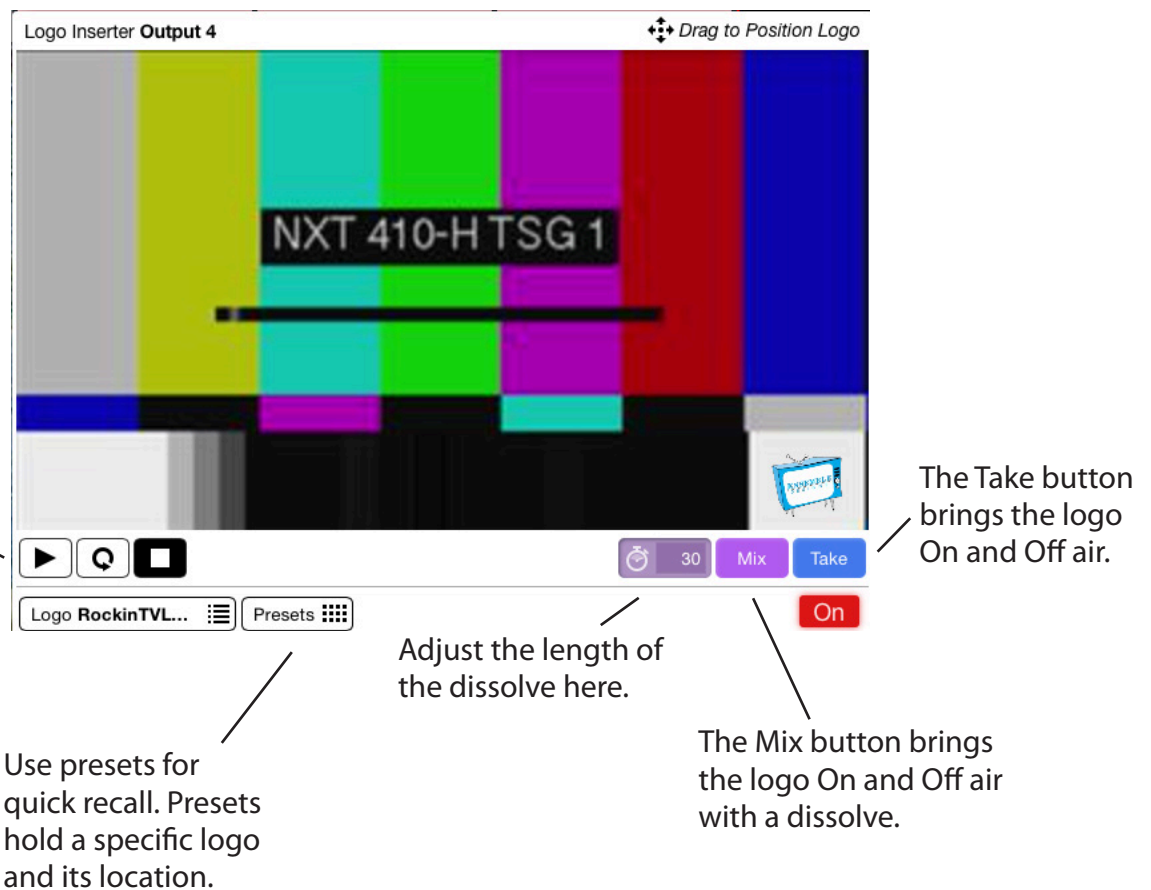 Logo Inserter Output 4
Drag to Position Logo
NXT 410-H TSG 1
30
Mix
Take
Logo RockinTVL...
Presets
On
The Take button
brings the logo
On and Off air.
Adjust the length of
the dissolve here.
The Mix button brings
the logo On and Off air
with a dissolve.
Use presets for
quick recall. Presets
hold a specific logo
and its location.